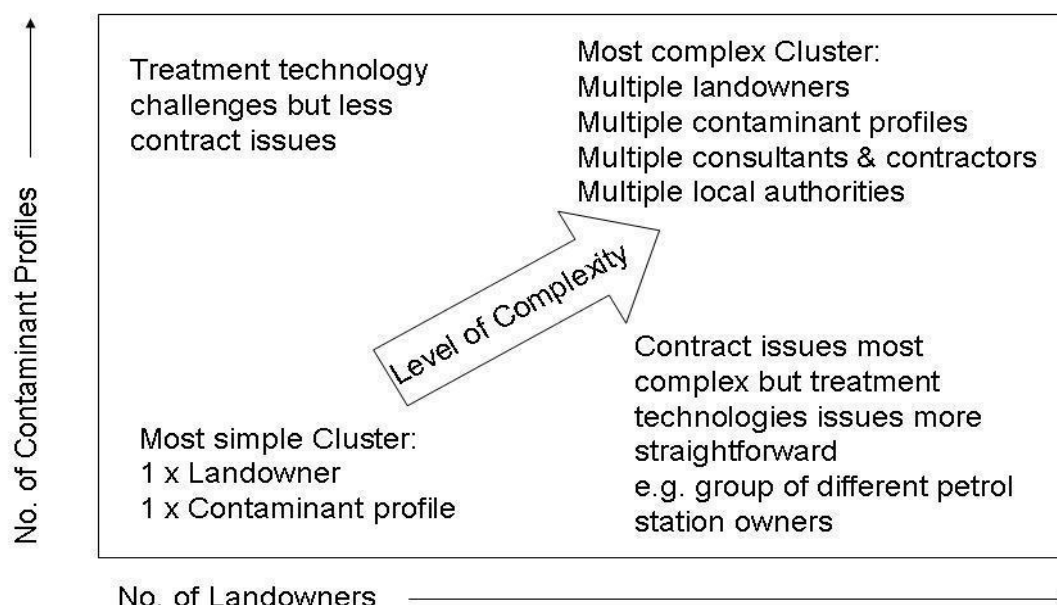 Treatment technology
challenges but less
contract issues
Most complex Cluster:
Multiple landowners
Multiple contaminant profiles
Multiple consultants & contractors
Multiple local authorities
No. of Contaminant Profiles
Level of Complexity
Most simple Cluster:
1 x Landowner
1 x Contaminant profile
Contract issues most
complex but treatment
technologies issues more
straightforward
e.g. group of different petrol
station owners
No. of Landowners